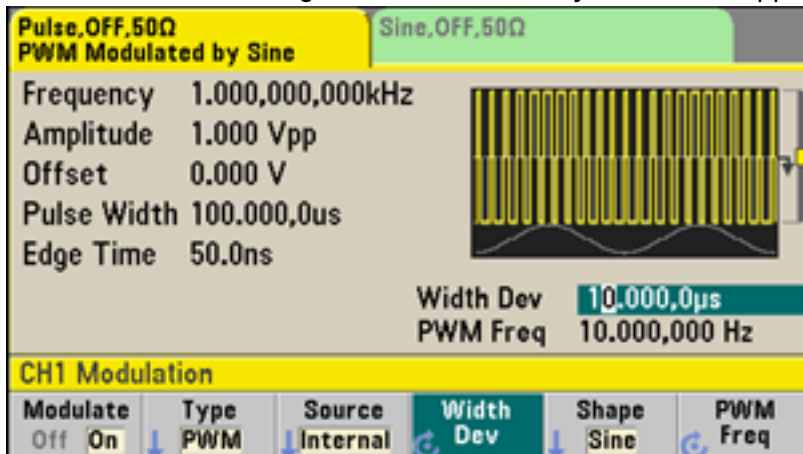 Pulse,OFF,50Ω
PWM Modulated by Sine
Sine,OFF,50Ω
Frequency 1.000,000,000kHz
Amplitude 1.000 Vpp
Offset 0.000 V
Pulse Width 100.000,0us
Edge Time 50.0ns
Width Dev 10.000,0µs
PWM Freq 10.000,000 Hz
CH1 Modulation
Modulate Type Source Width Shape PWM
Off On PWM Internal Dev Sine Freq